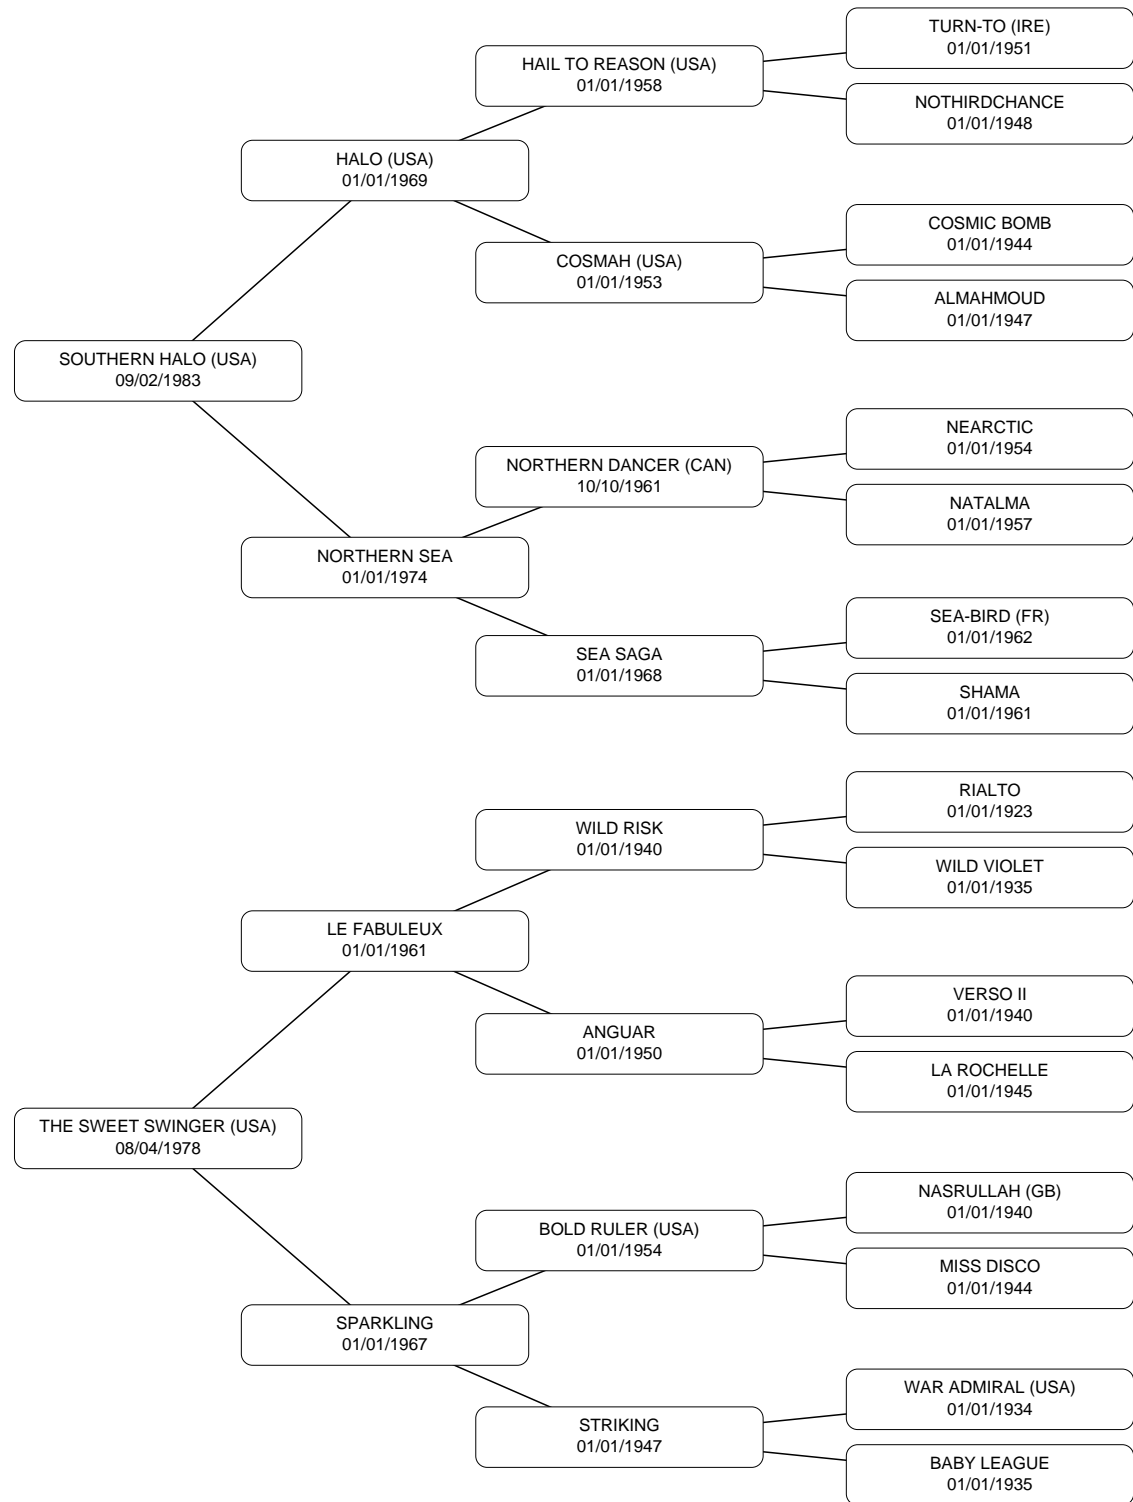 TURN-TO (IRE)
01/01/1951
HAIL TO REASON (USA)
01/01/1958
NOTHIRDCHANCE
01/01/1948
HALO (USA)
01/01/1969
COSMIC BOMB
01/01/1944
COSMAH (USA)
01/01/1953
ALMAHMOUD
01/01/1947
SOUTHERN HALO (USA)
09/02/1983
NEARCTIC
01/01/1954
NORTHERN DANCER (CAN)
10/10/1961
NATALMA
01/01/1957
NORTHERN SEA
01/01/1974
SEA-BIRD (FR)
01/01/1962
SEA SAGA
01/01/1968
SHAMA
01/01/1961
RIALTO
01/01/1923
WILD RISK
01/01/1940
WILD VIOLET
01/01/1935
LE FABULEUX
01/01/1961
VERSO II
01/01/1940
ANGUAR
01/01/1950
LA ROCHELLE
01/01/1945
THE SWEET SWINGER (USA)
08/04/1978
NASRULLAH (GB)
01/01/1940
BOLD RULER (USA)
01/01/1954
MISS DISCO
01/01/1944
SPARKLING
01/01/1967
WAR ADMIRAL (USA)
01/01/1934
STRIKING
01/01/1947
BABY LEAGUE
01/01/1935